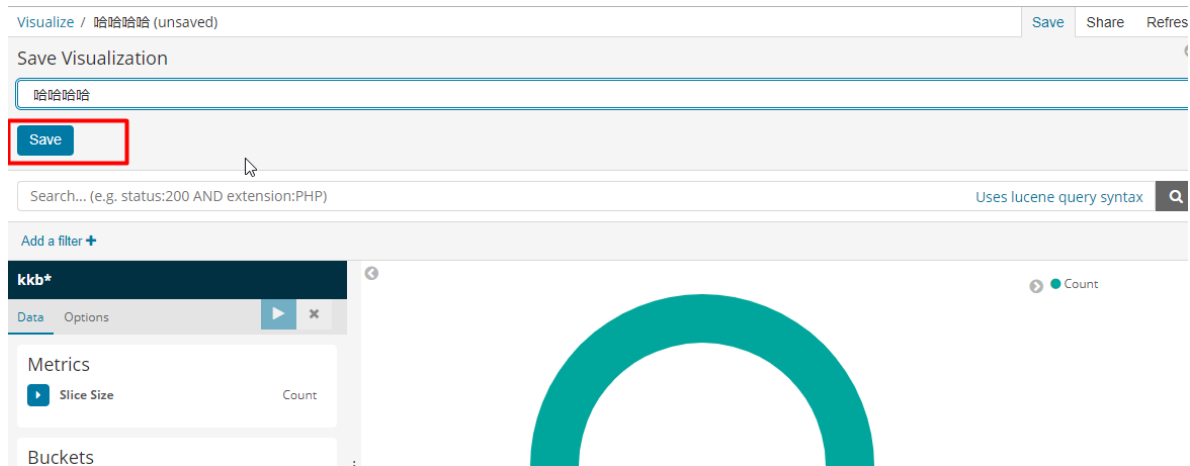 Visualize / 哈哈哈哈 (unsaved)
Save Share Refres
Save Visualization
哈哈哈哈
Save
Search... (e.g. status:200 AND extension:PHP)
Uses lucene query syntax
Add a filter +
kkb*
Count
Data Options
Metrics
Slice Size Count
Buckets